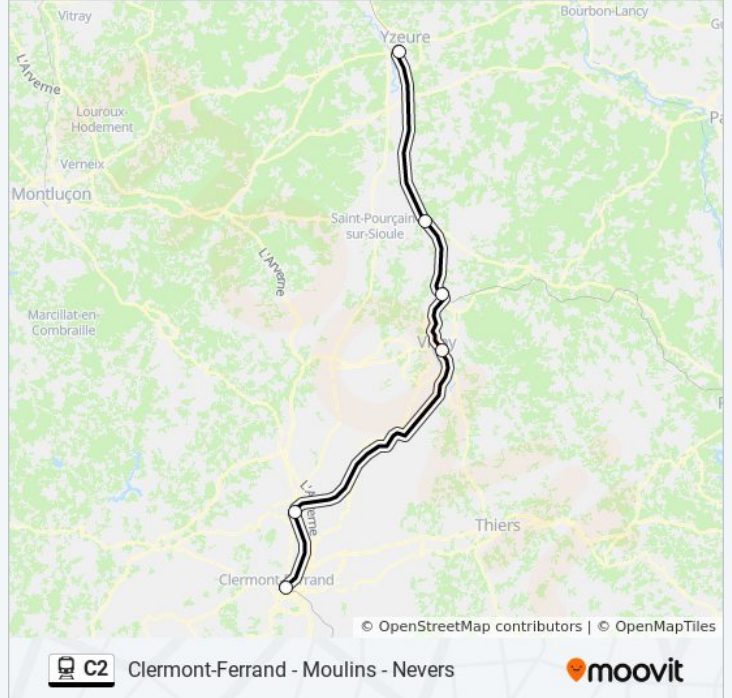 Vitray
Bourbon-Lancy
Yzeure
L'Arverne
Louroux-
Hodement
Verneix
Montluçon
Saint-Pourçain
sur-Sioule
L'Arverne
Marcillat-en-
Combraille
L'Arverne
Thiers
Clermont-Ferrand
© OpenStreetMap contributors | © OpenMapTiles
C2 Clermont-Ferrand - Moulins - Nevers
moovit